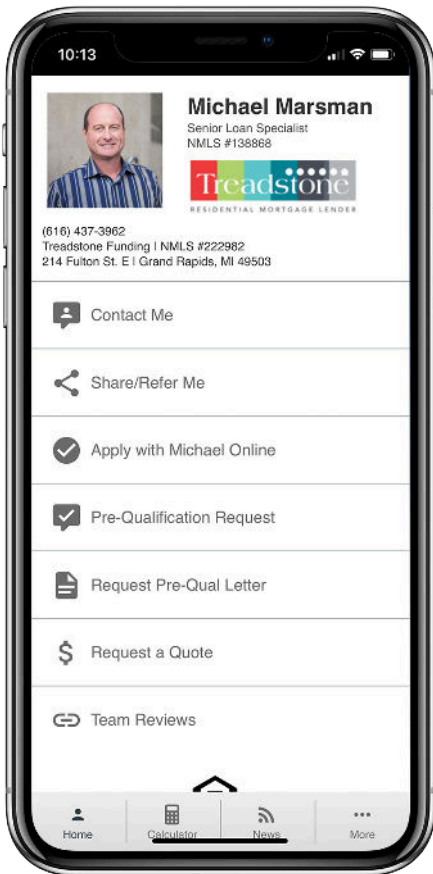 10:13
Michael Marsman
Senior Loan Specialist
NMLS #138868
Treadstone
RESIDENTIAL MORTGAGE LENDER
(616) 437-3962
Treadstone Funding | NMLS #222982
214 Fulton St. E | Grand Rapids, MI 49503
Contact Me
Share/Refer Me
Apply with Michael Online
Pre-Qualification Request
Request Pre-Qual Letter
Request a Quote
Team Reviews
Home
Calculator
News
More